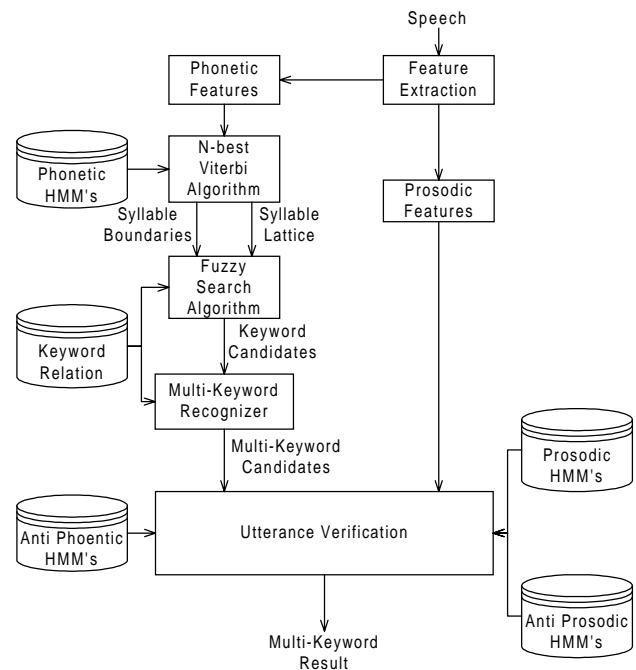 Speech
Phonetic
Features
Feature
Extraction
N-best
Viterbi
Algorithm
Phonetic
HMM's
Prosodic
Features
Syllable
Boundaries
Syllable
Lattice
Fuzzy
Search
Algorithm
Keyword
Relation
Keyword
Candidates
Multi-Keyword
Recognizer
Multi-Keyword
Candidates
Prosodic
HMM's
Anti Phoentic
HMM's
Utterance Verification
Anti Prosodic
HMM's
Multi-Keyword
Result